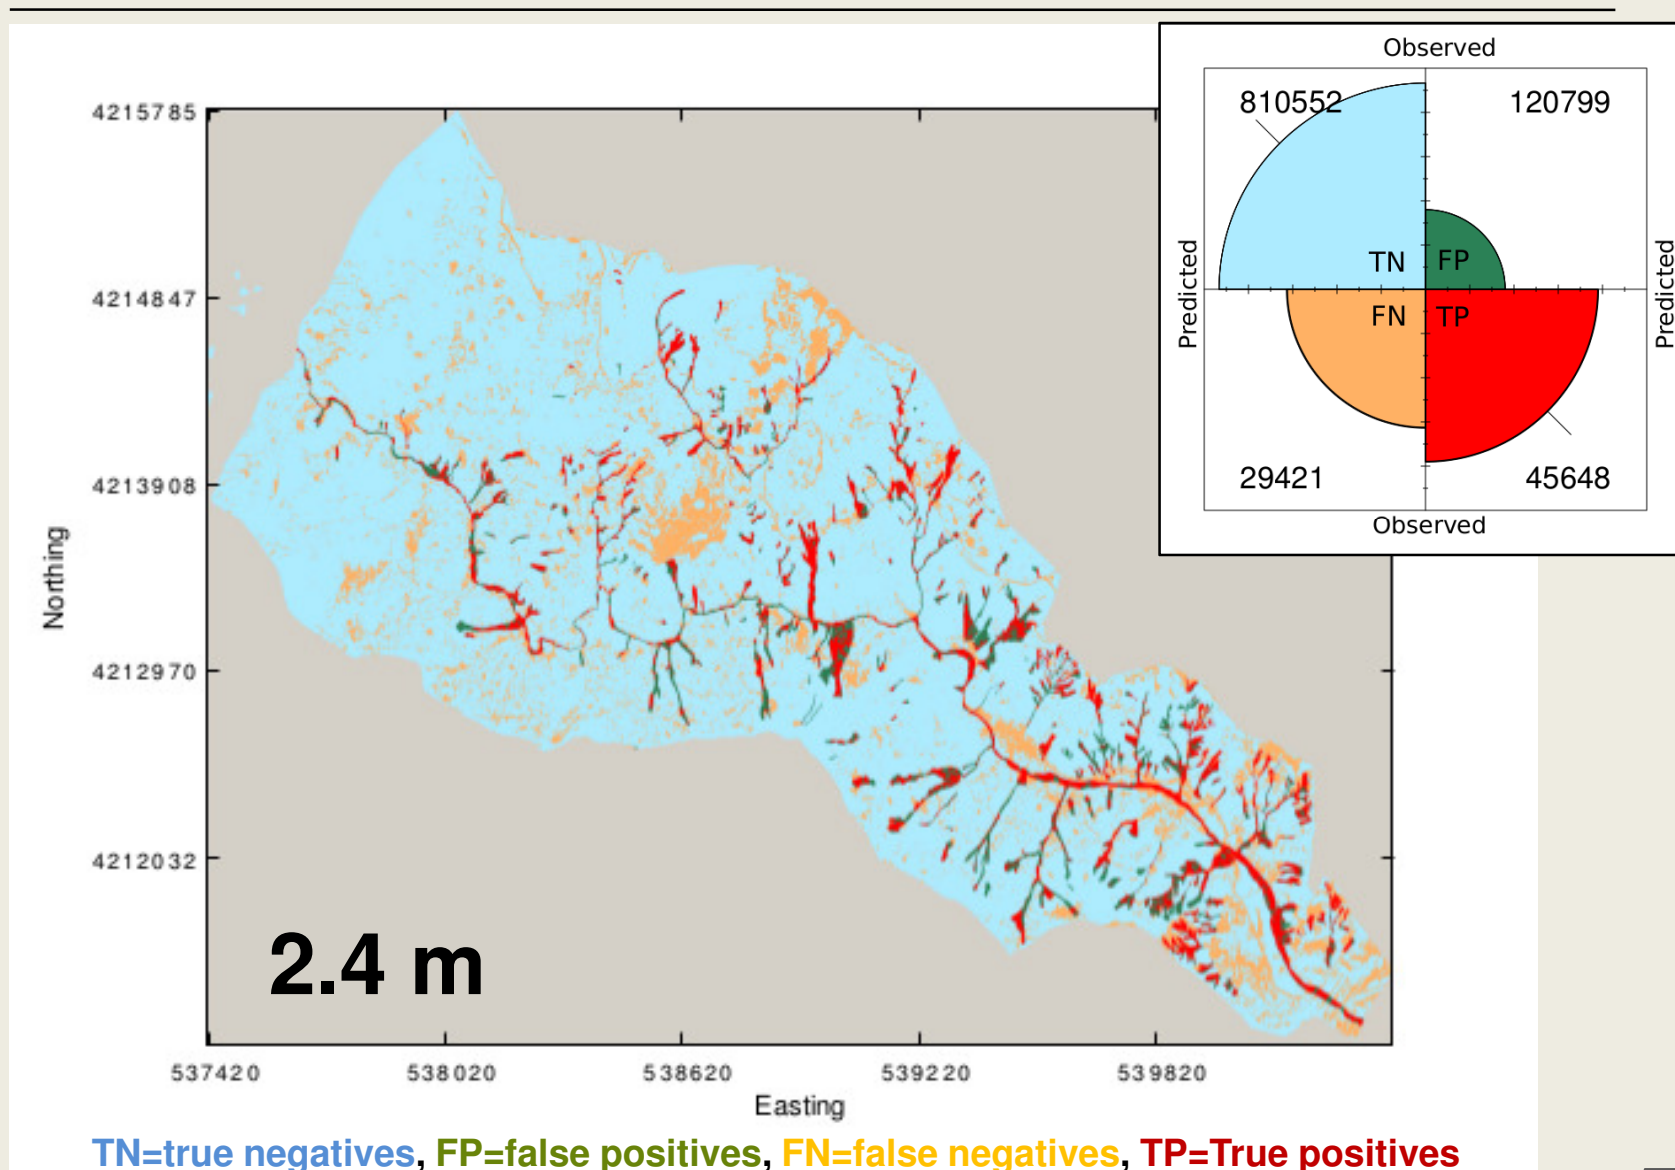 Observed
810552
120799
TN
FP
Predicted
Predicted
FN
TP
29421
45648
Observed
4215785
4214847
4213908
4212970
4212032
Northing
2.4 m
537420
538020
538620
539220
539820
Easting
TN=true negatives, FP=false positives, FN=false negatives, TP=True positives